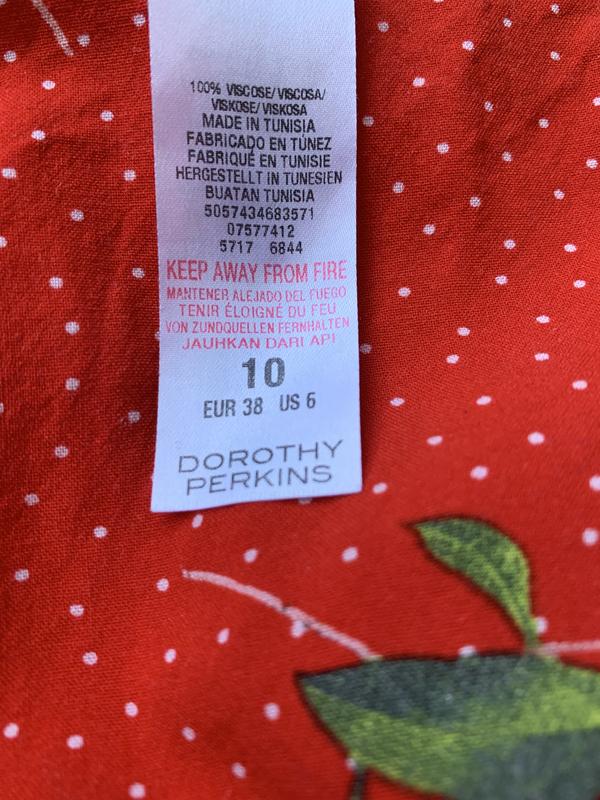 100% VISCOSE/VISCOSA/
VISKOSE/VISKOSA
MADE IN TUNISIA
FABRICADO EN TÚNEZ
FABRIQUÉ EN TUNISIE
HERGESTELLT IN TUNESIEN
BUATAN TUNISIA
5057434683571
07577412
5717 6844
KEEP AWAY FROM FIRE
MANTENER ALEJADO DEL FUEGO
TENIR ÉLOIGNÉ DU FEU
VON ZUNDQUELLEN FERNHALTEN
JAUHKAN DARI API
10
EUR 38 US 6
DOROTHY
PERKINS